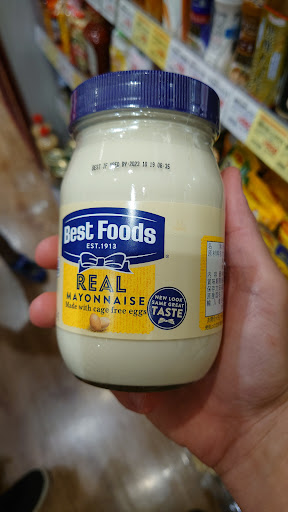 BEST IF USED BY 2023 10 19 06:35
Best Foods
EST.1913
REAL
MAYONNAISE
Made with cage free eggs
NEW LOOK
SAME GREAT
TASTE